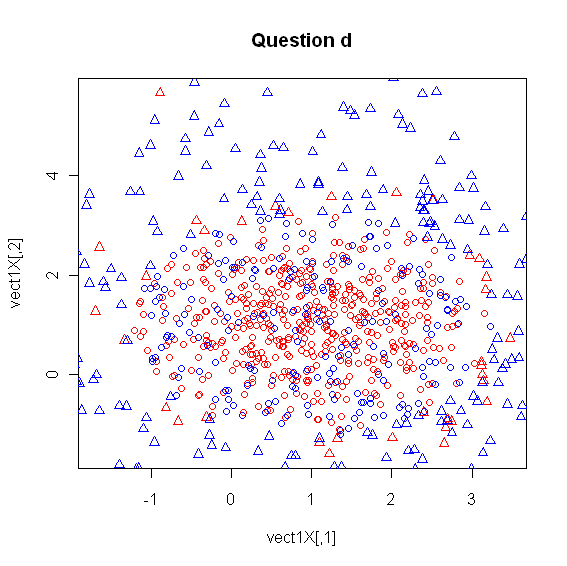 Question d
4
2
0
vect1X[,2]
-1 0 1 2 3
vect1X[,1]